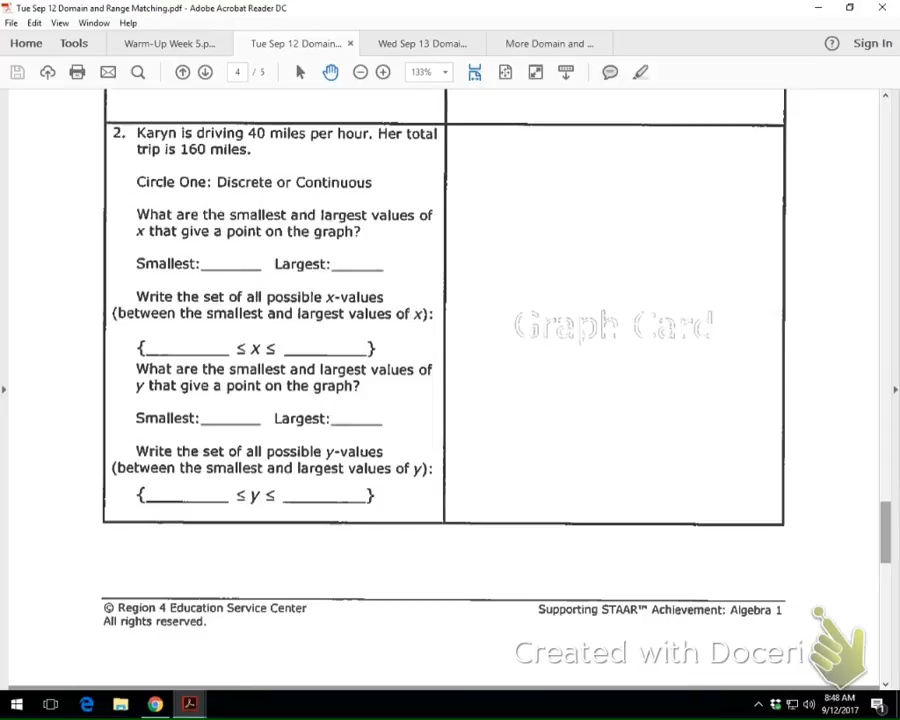 Tue Sep 12 Domain and Range Matching.pdf - Adobe Acrobat Reader DC
File Edit View Window Help
Home Tools Warm-Up Week 5.p... Tue Sep 12 Domain... × Wed Sep 13 Domai... More Domain and ... Sign In
4 / 5 133%
2. Karyn is driving 40 miles per hour. Her total
trip is 160 miles.
Circle One: Discrete or Continuous
What are the smallest and largest values of
x that give a point on the graph?
Smallest:______ Largest:______
Write the set of all possible x-values
(between the smallest and largest values of x):
{________ ≤ x ≤ ________}
What are the smallest and largest values of
y that give a point on the graph?
Smallest:______ Largest:______
Write the set of all possible y-values
(between the smallest and largest values of y):
{________ ≤ y ≤ ________}
Graph Card
© Region 4 Education Service Center Supporting STAAR™ Achievement: Algebra 1
All rights reserved.
Created with Doceri
8:48 AM
9/12/2017